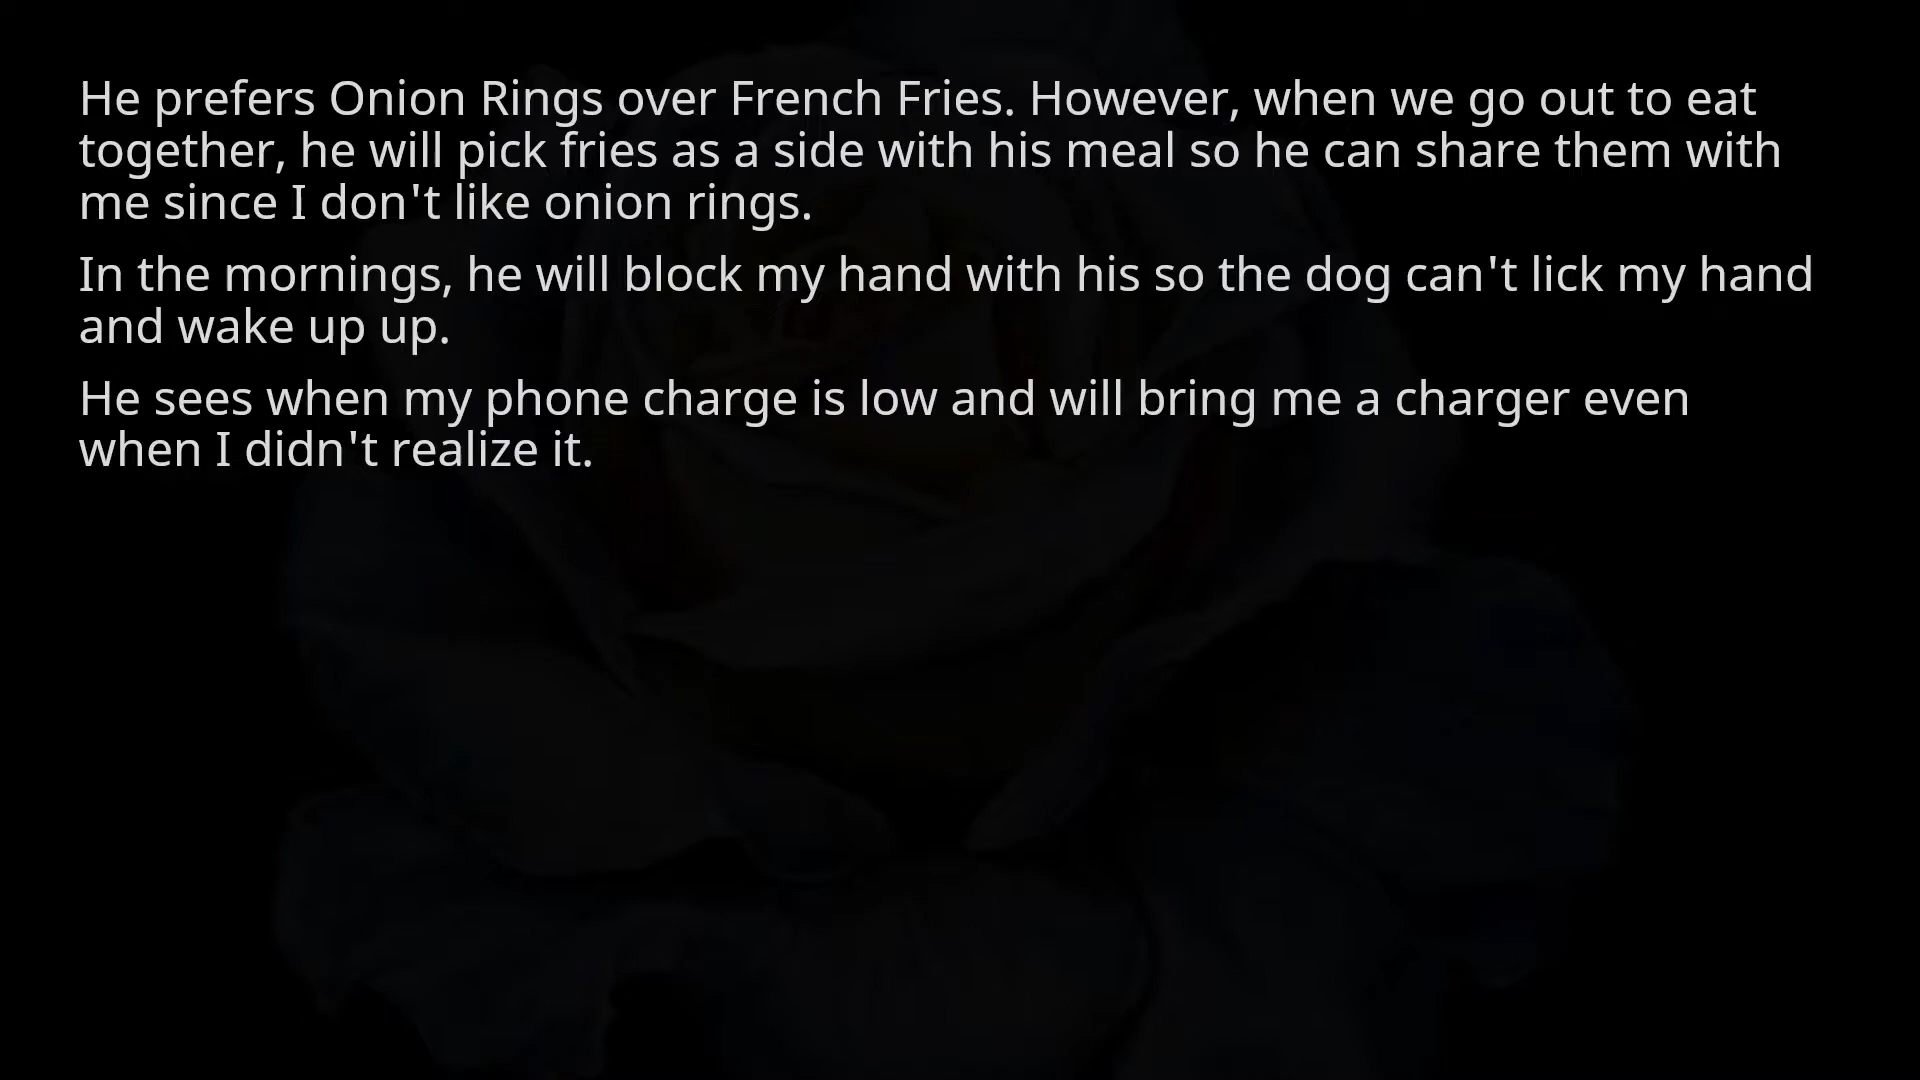 He prefers Onion Rings over French Fries. However, when we go out to eat
together, he will pick fries as a side with his meal so he can share them with
me since I don't like onion rings.
In the mornings, he will block my hand with his so the dog can't lick my hand
and wake up up.
He sees when my phone charge is low and will bring me a charger even
when I didn't realize it.